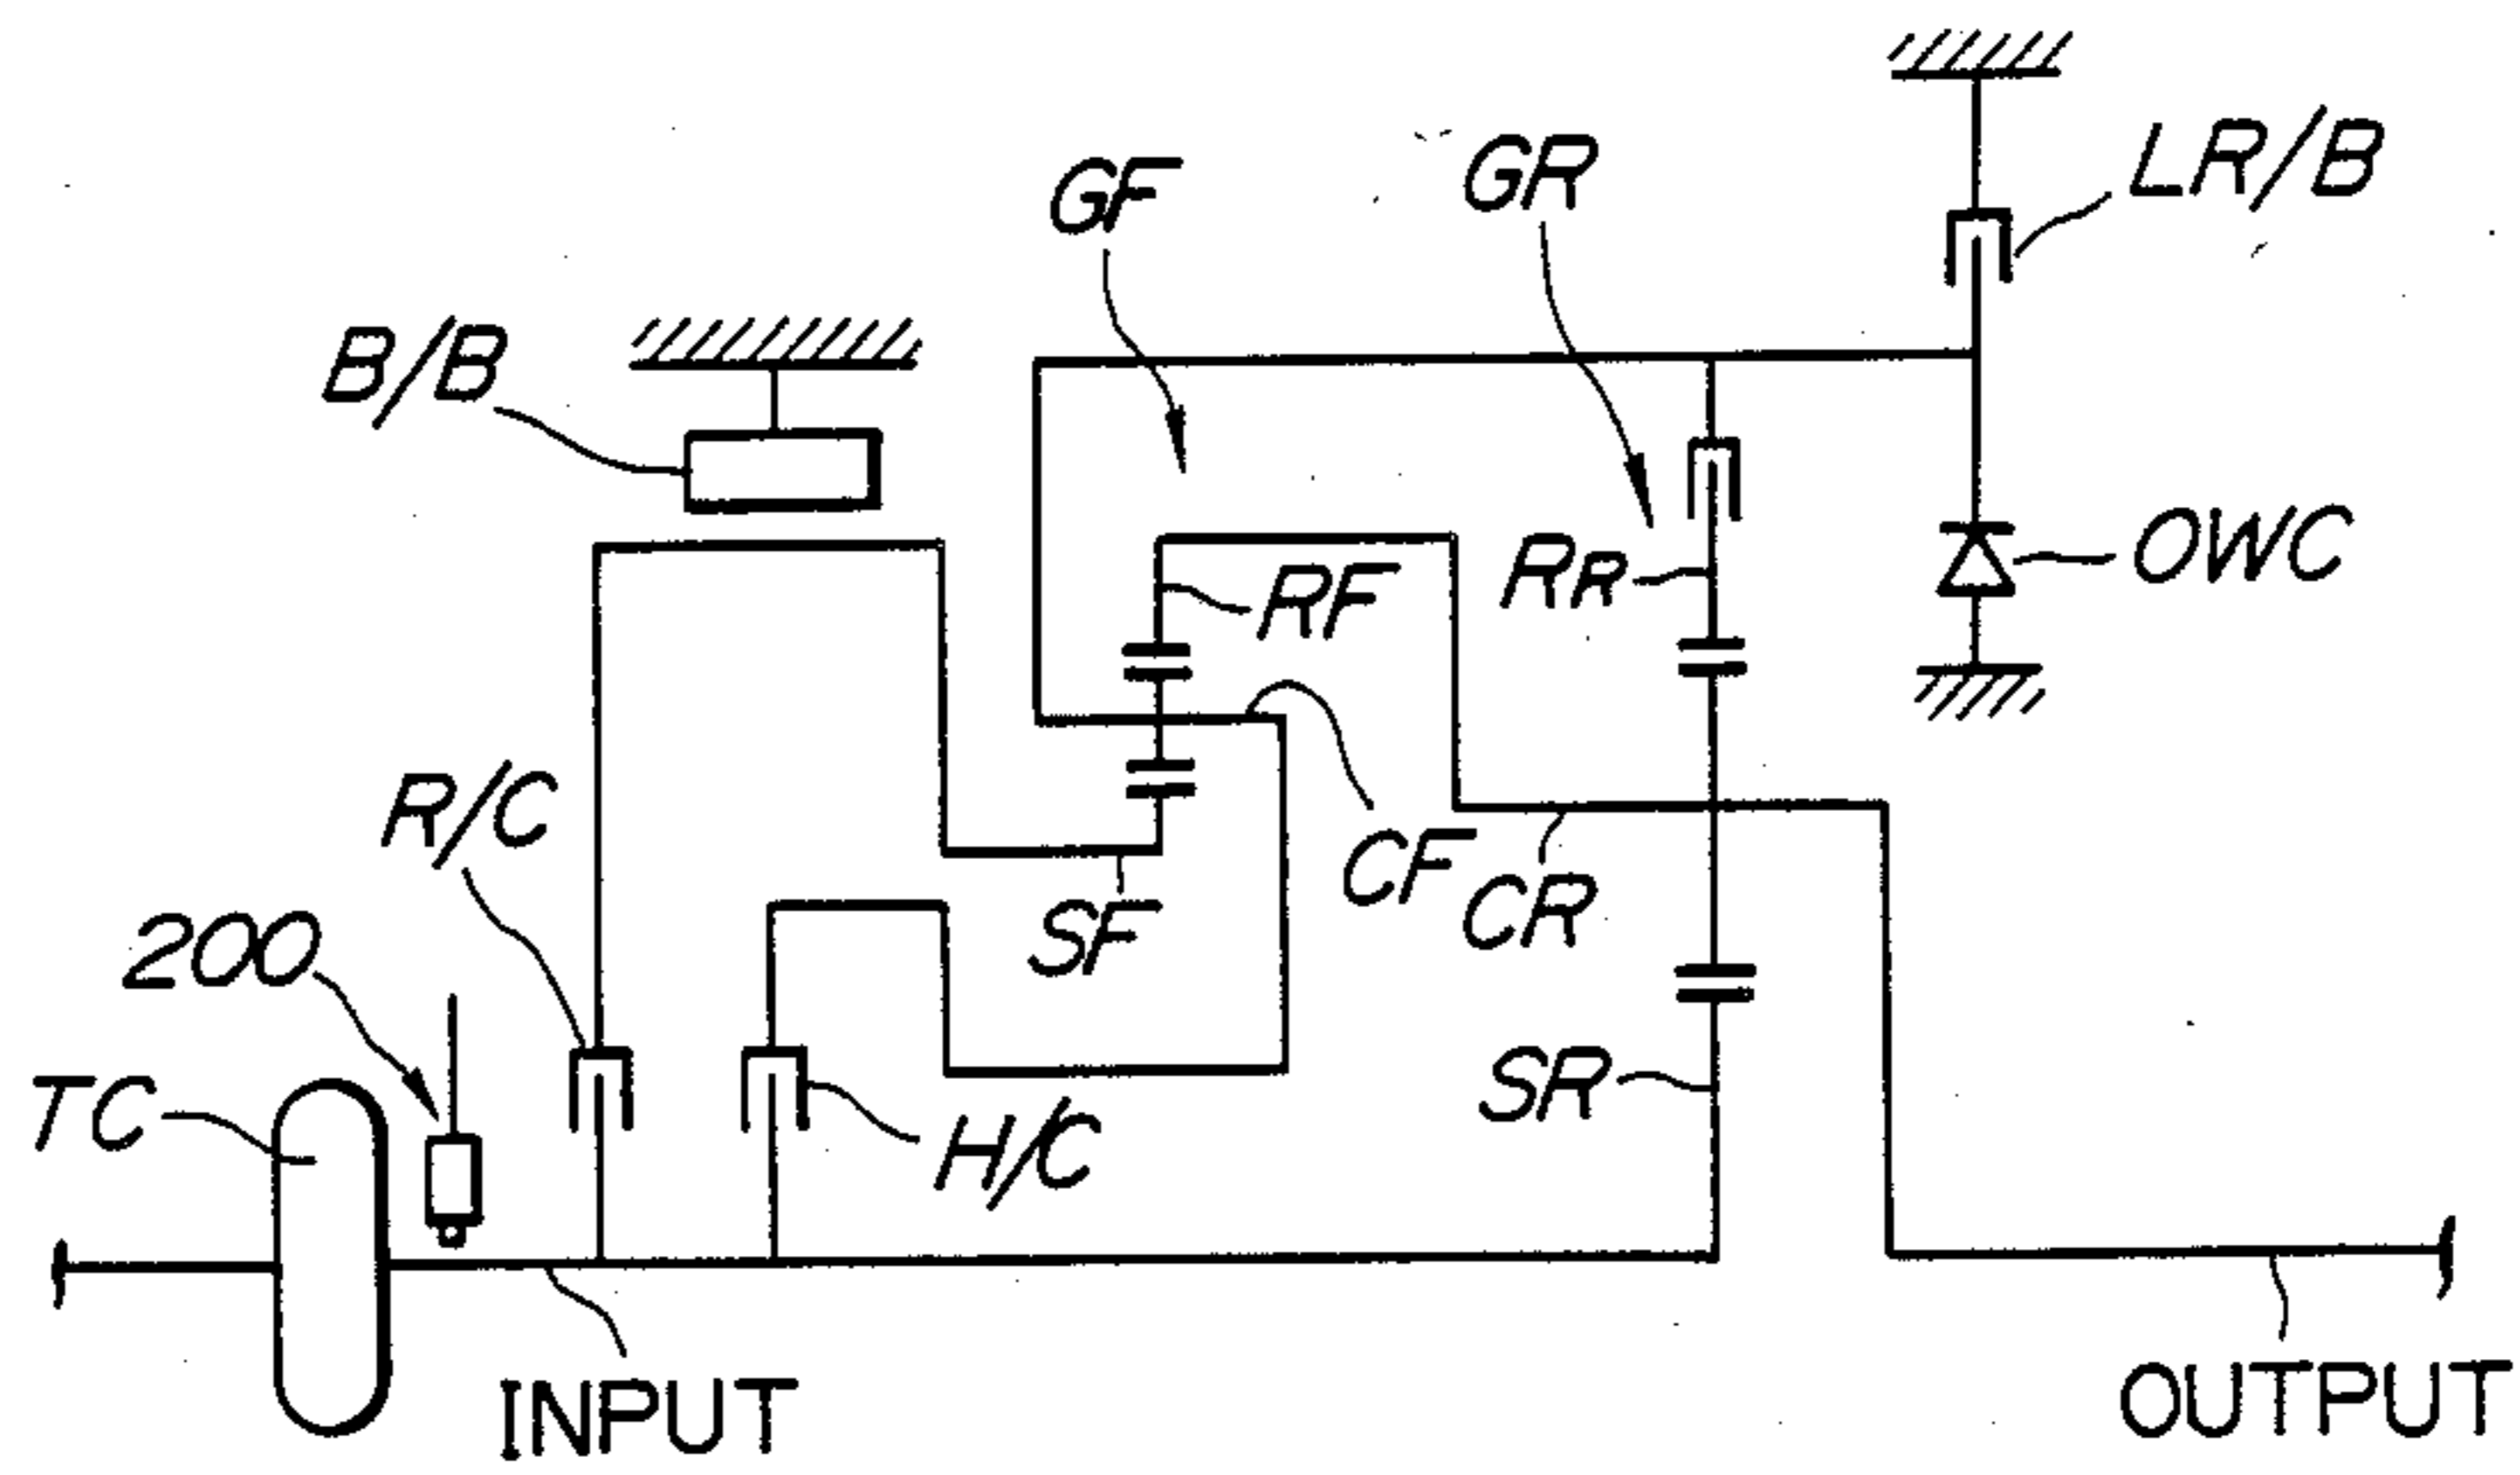 LR/B
GR
GF
B/B
OWC
RR
RF
R/C
CF
CR
200
SF
TC
SR
H/C
INPUT
OUTPUT